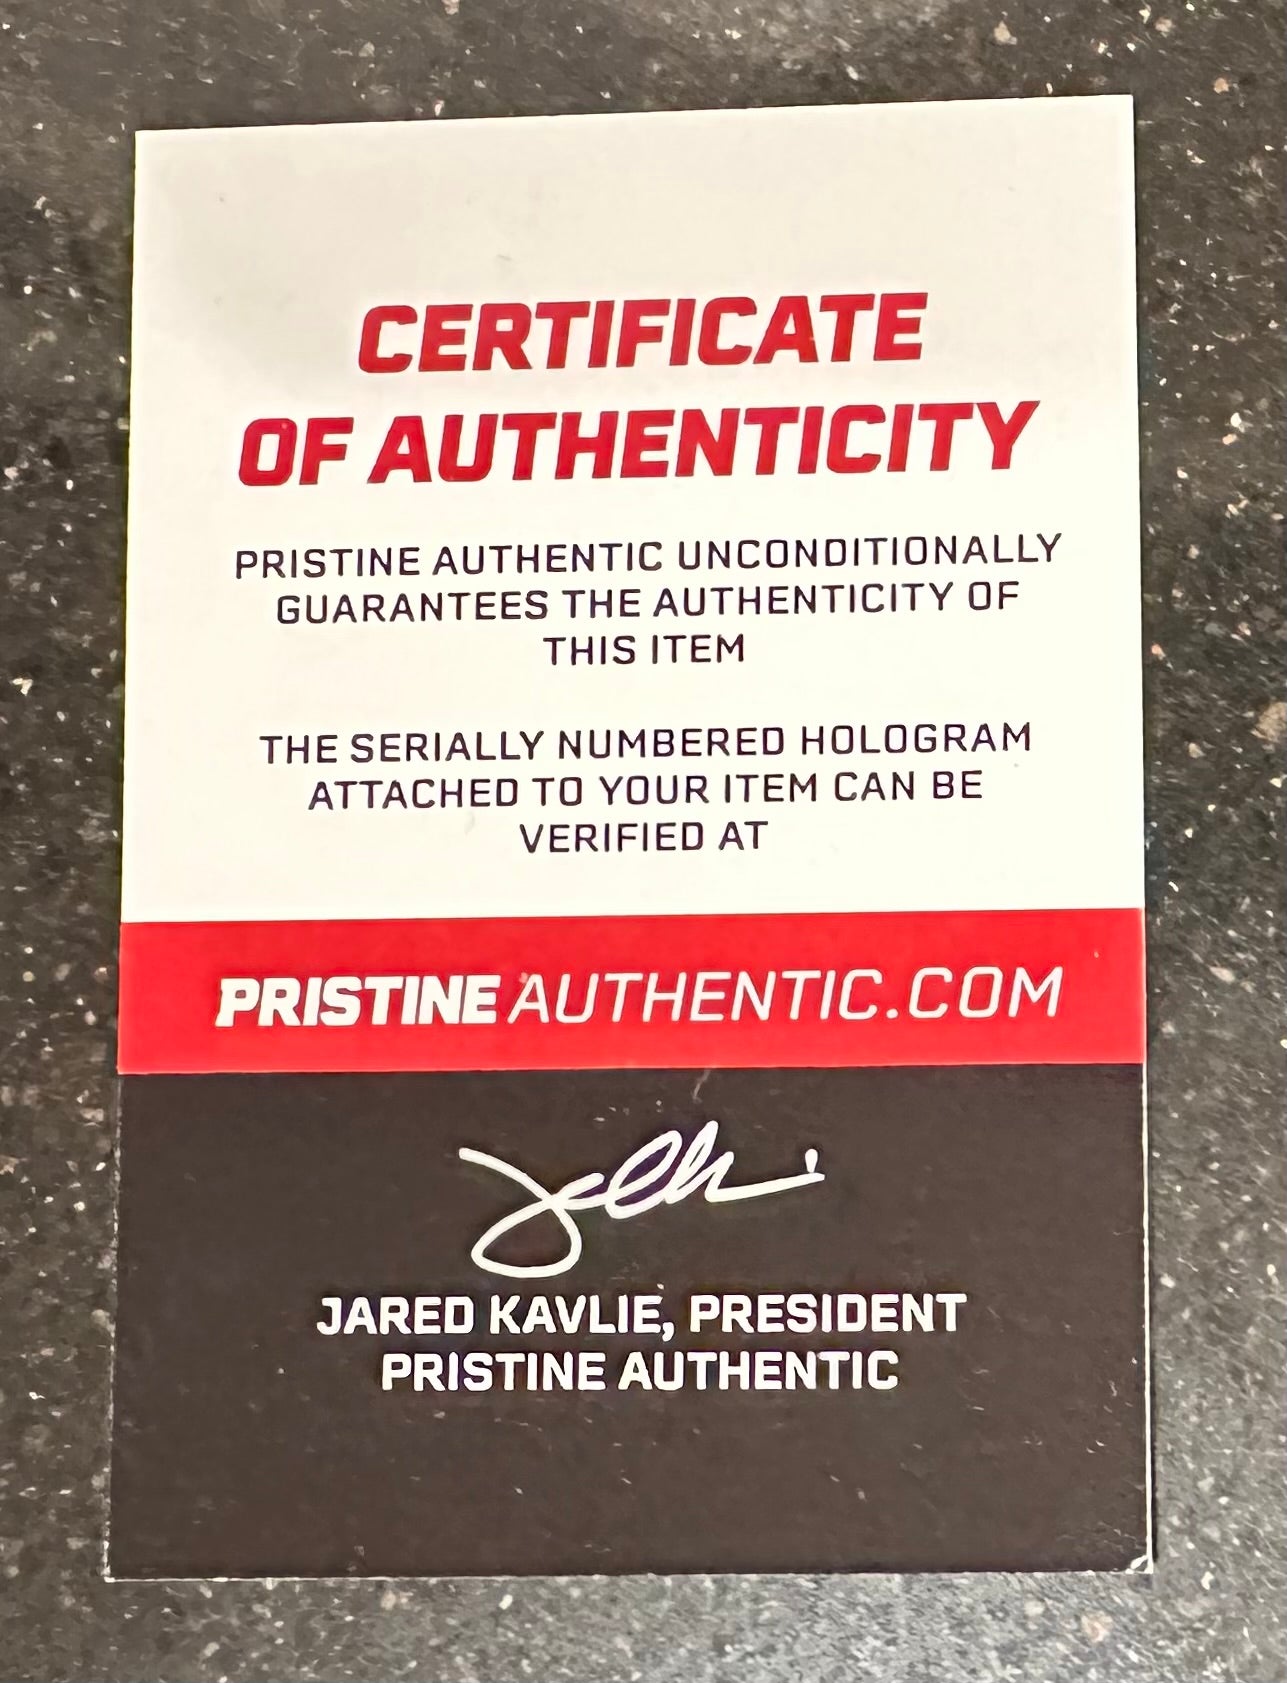 CERTIFICATE
OF AUTHENTICITY
PRISTINE AUTHENTIC UNCONDITIONALLY
GUARANTEES THE AUTHENTICITY OF
THIS ITEM
THE SERIALLY NUMBERED HOLOGRAM
ATTACHED TO YOUR ITEM CAN BE
VERIFIED AT
PRISTINEAUTHENTIC.COM
JARED KAVLIE, PRESIDENT
PRISTINE AUTHENTIC